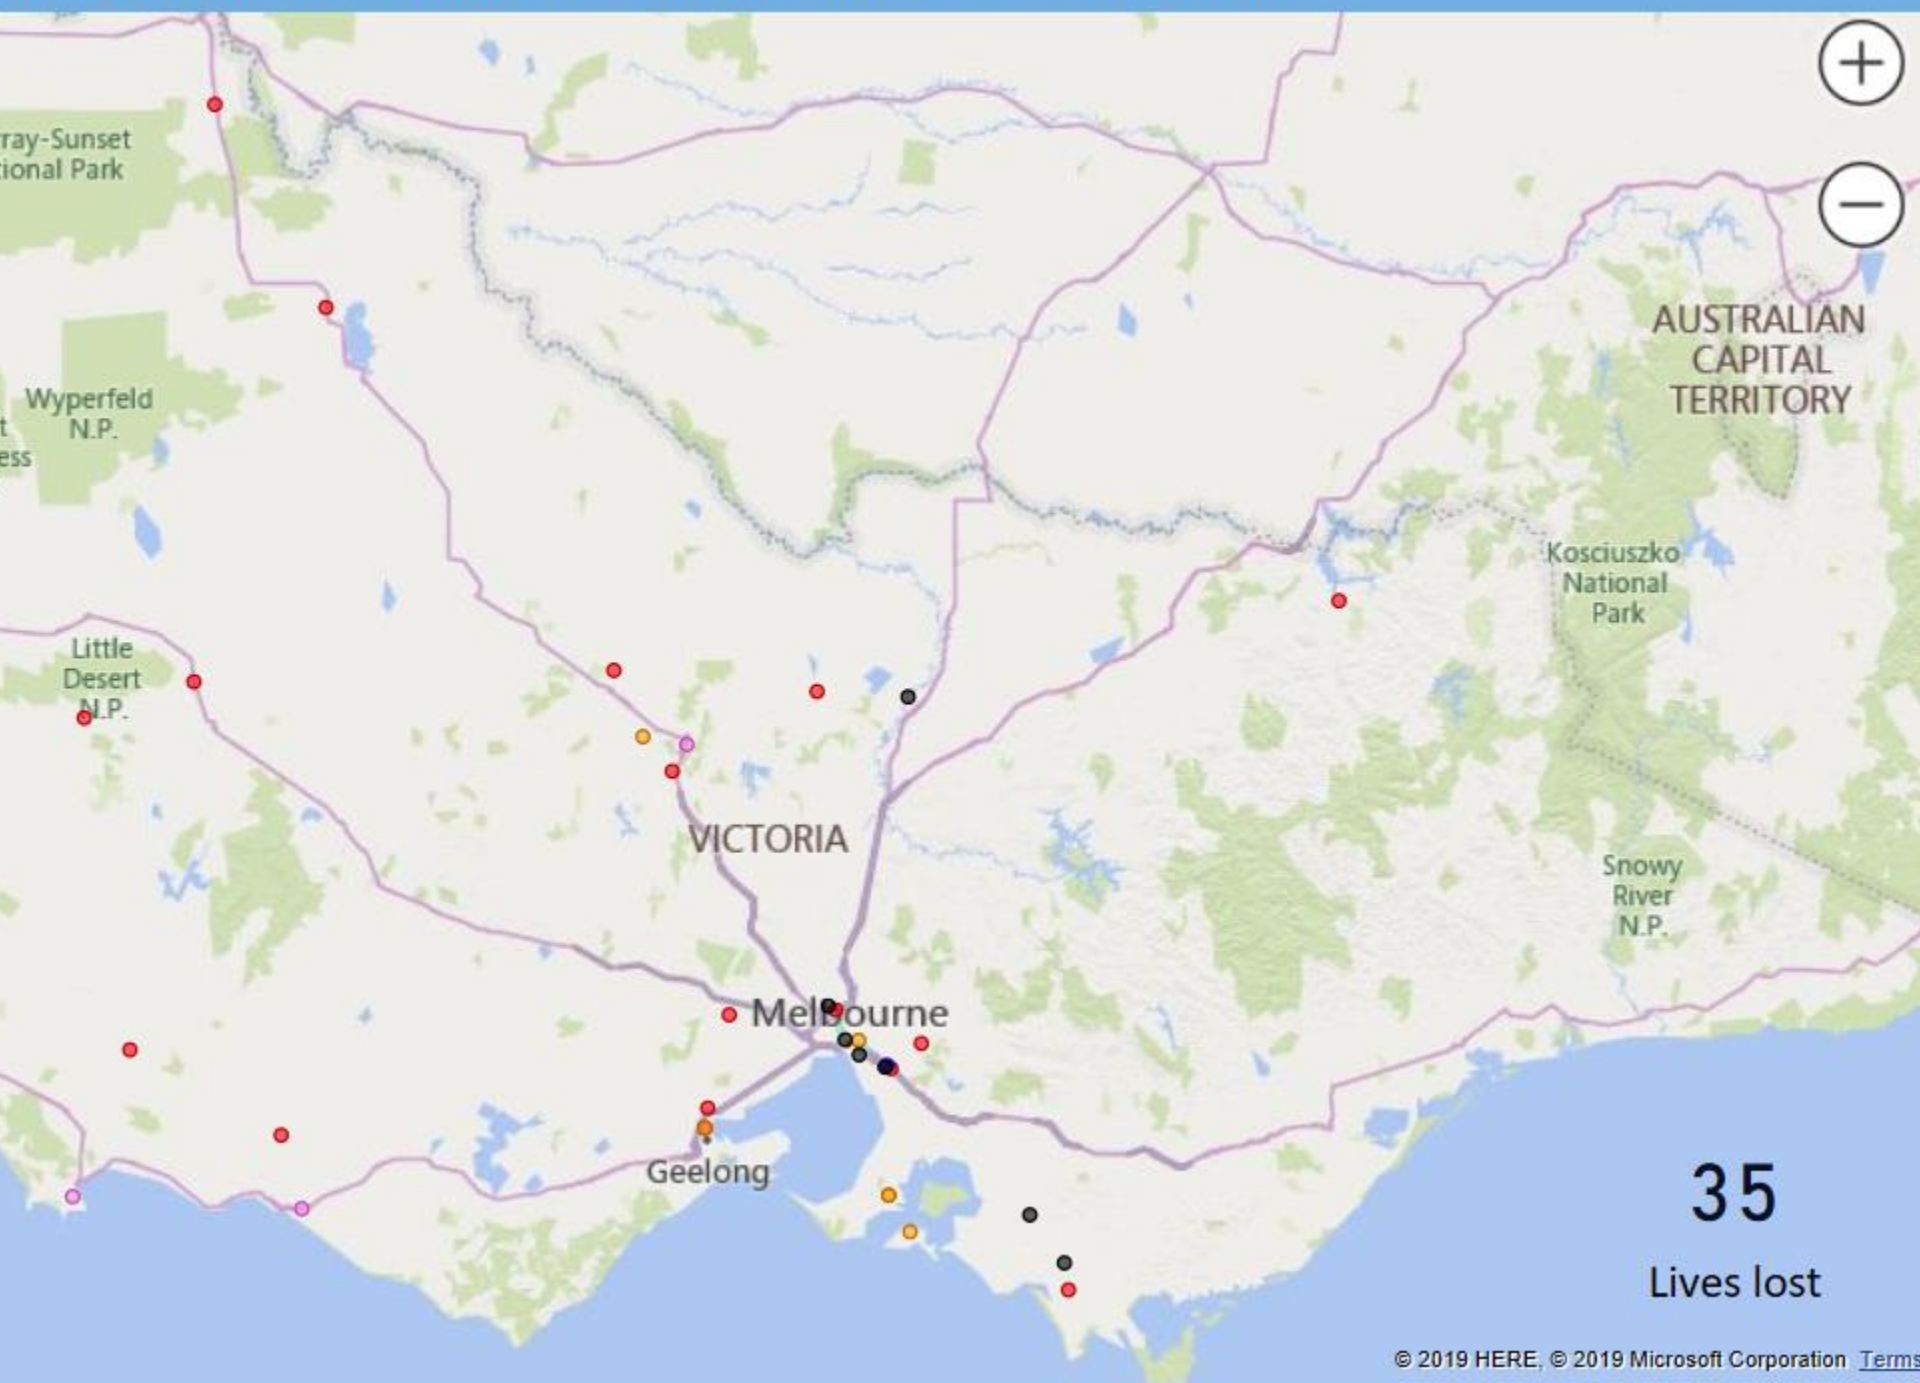 +
−
ray-Sunset
ional Park
AUSTRALIAN
CAPITAL
TERRITORY
Wyperfeld
N.P.
t
ess
Kosciuszko
National
Park
Little
Desert
N.P.
VICTORIA
Snowy
River
N.P.
Melbourne
Geelong
35
Lives lost
© 2019 HERE, © 2019 Microsoft Corporation Terms